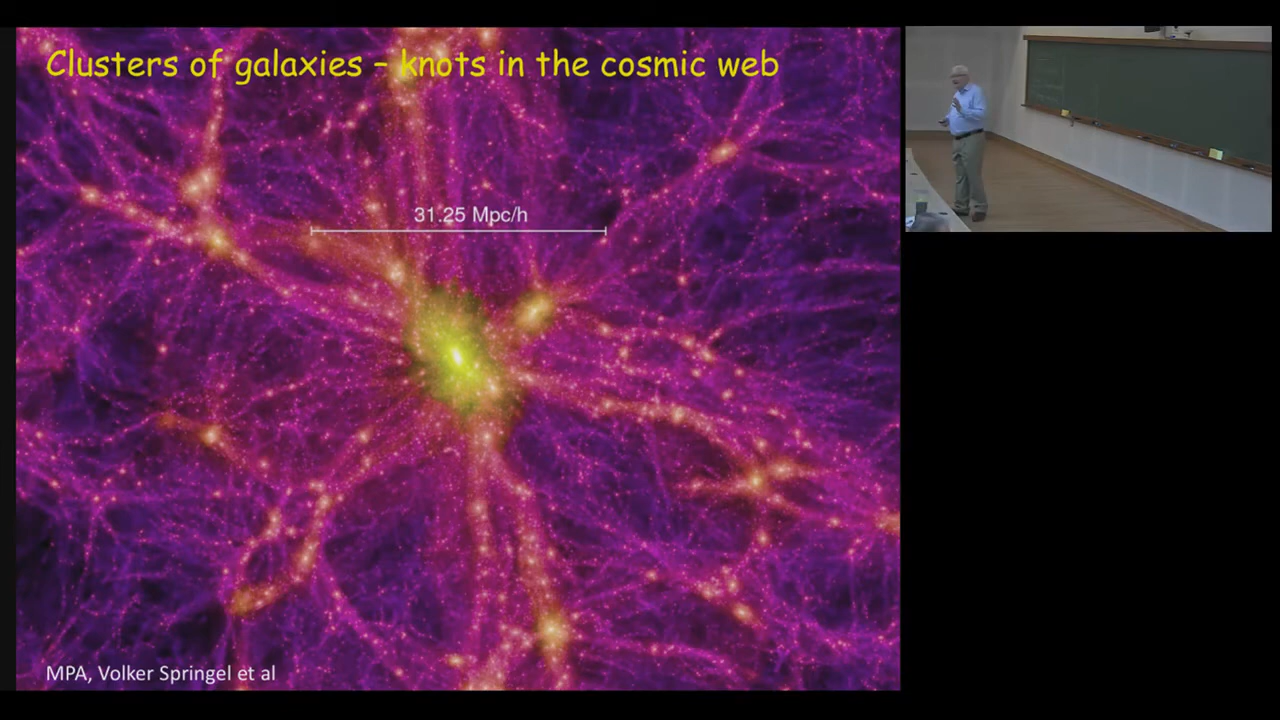 Clusters of galaxies – knots in the cosmic web
31.25 Mpc/h
MPA, Volker Springel et al